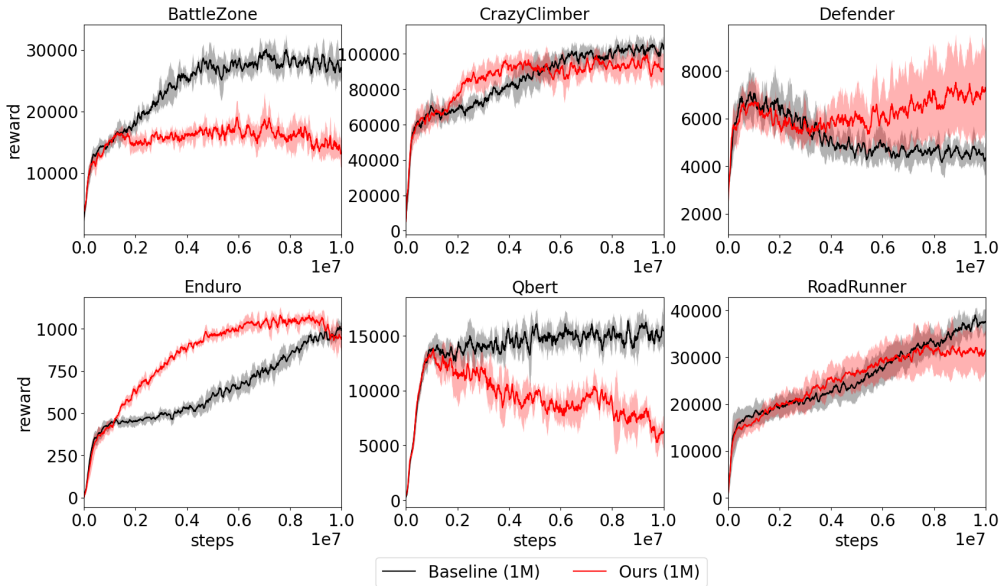 BattleZone
CrazyClimber
Defender
reward
30000
20000
10000
100000
80000
60000
40000
20000
0
8000
6000
4000
2000
0.0 0.2 0.4 0.6 0.8 1.0
1e7
0.0 0.2 0.4 0.6 0.8 1.0
1e7
0.0 0.2 0.4 0.6 0.8 1.0
1e7
Enduro
Qbert
RoadRunner
reward
1000
750
500
250
0
15000
10000
5000
0
40000
30000
20000
10000
0
0.0 0.2 0.4 0.6 0.8 1.0
steps
1e7
0.0 0.2 0.4 0.6 0.8 1.0
steps
1e7
0.0 0.2 0.4 0.6 0.8 1.0
steps
1e7
Baseline (1M)
Ours (1M)